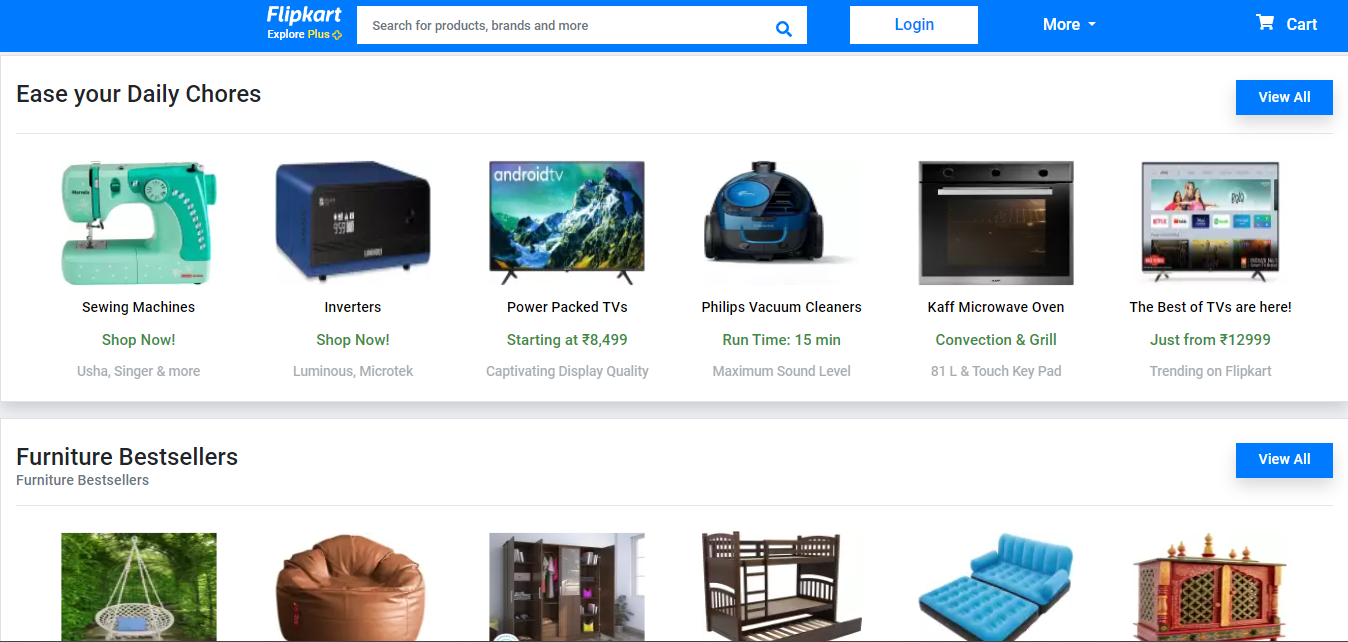 Flipkart
Explore Plus
Search for products, brands and more
Login
More
Cart
Ease your Daily Chores
View All
androidtv
959
LUMINOUS
Sewing Machines
Inverters
Power Packed TVs
Philips Vacuum Cleaners
Kaff Microwave Oven
The Best of TVs are here!
Shop Now!
Shop Now!
Starting at ₹8,499
Run Time: 15 min
Convection & Grill
Just from ₹12999
Usha, Singer & more
Luminous, Microtek
Captivating Display Quality
Maximum Sound Level
81 L & Touch Key Pad
Trending on Flipkart
Furniture Bestsellers
Furniture Bestsellers
View All